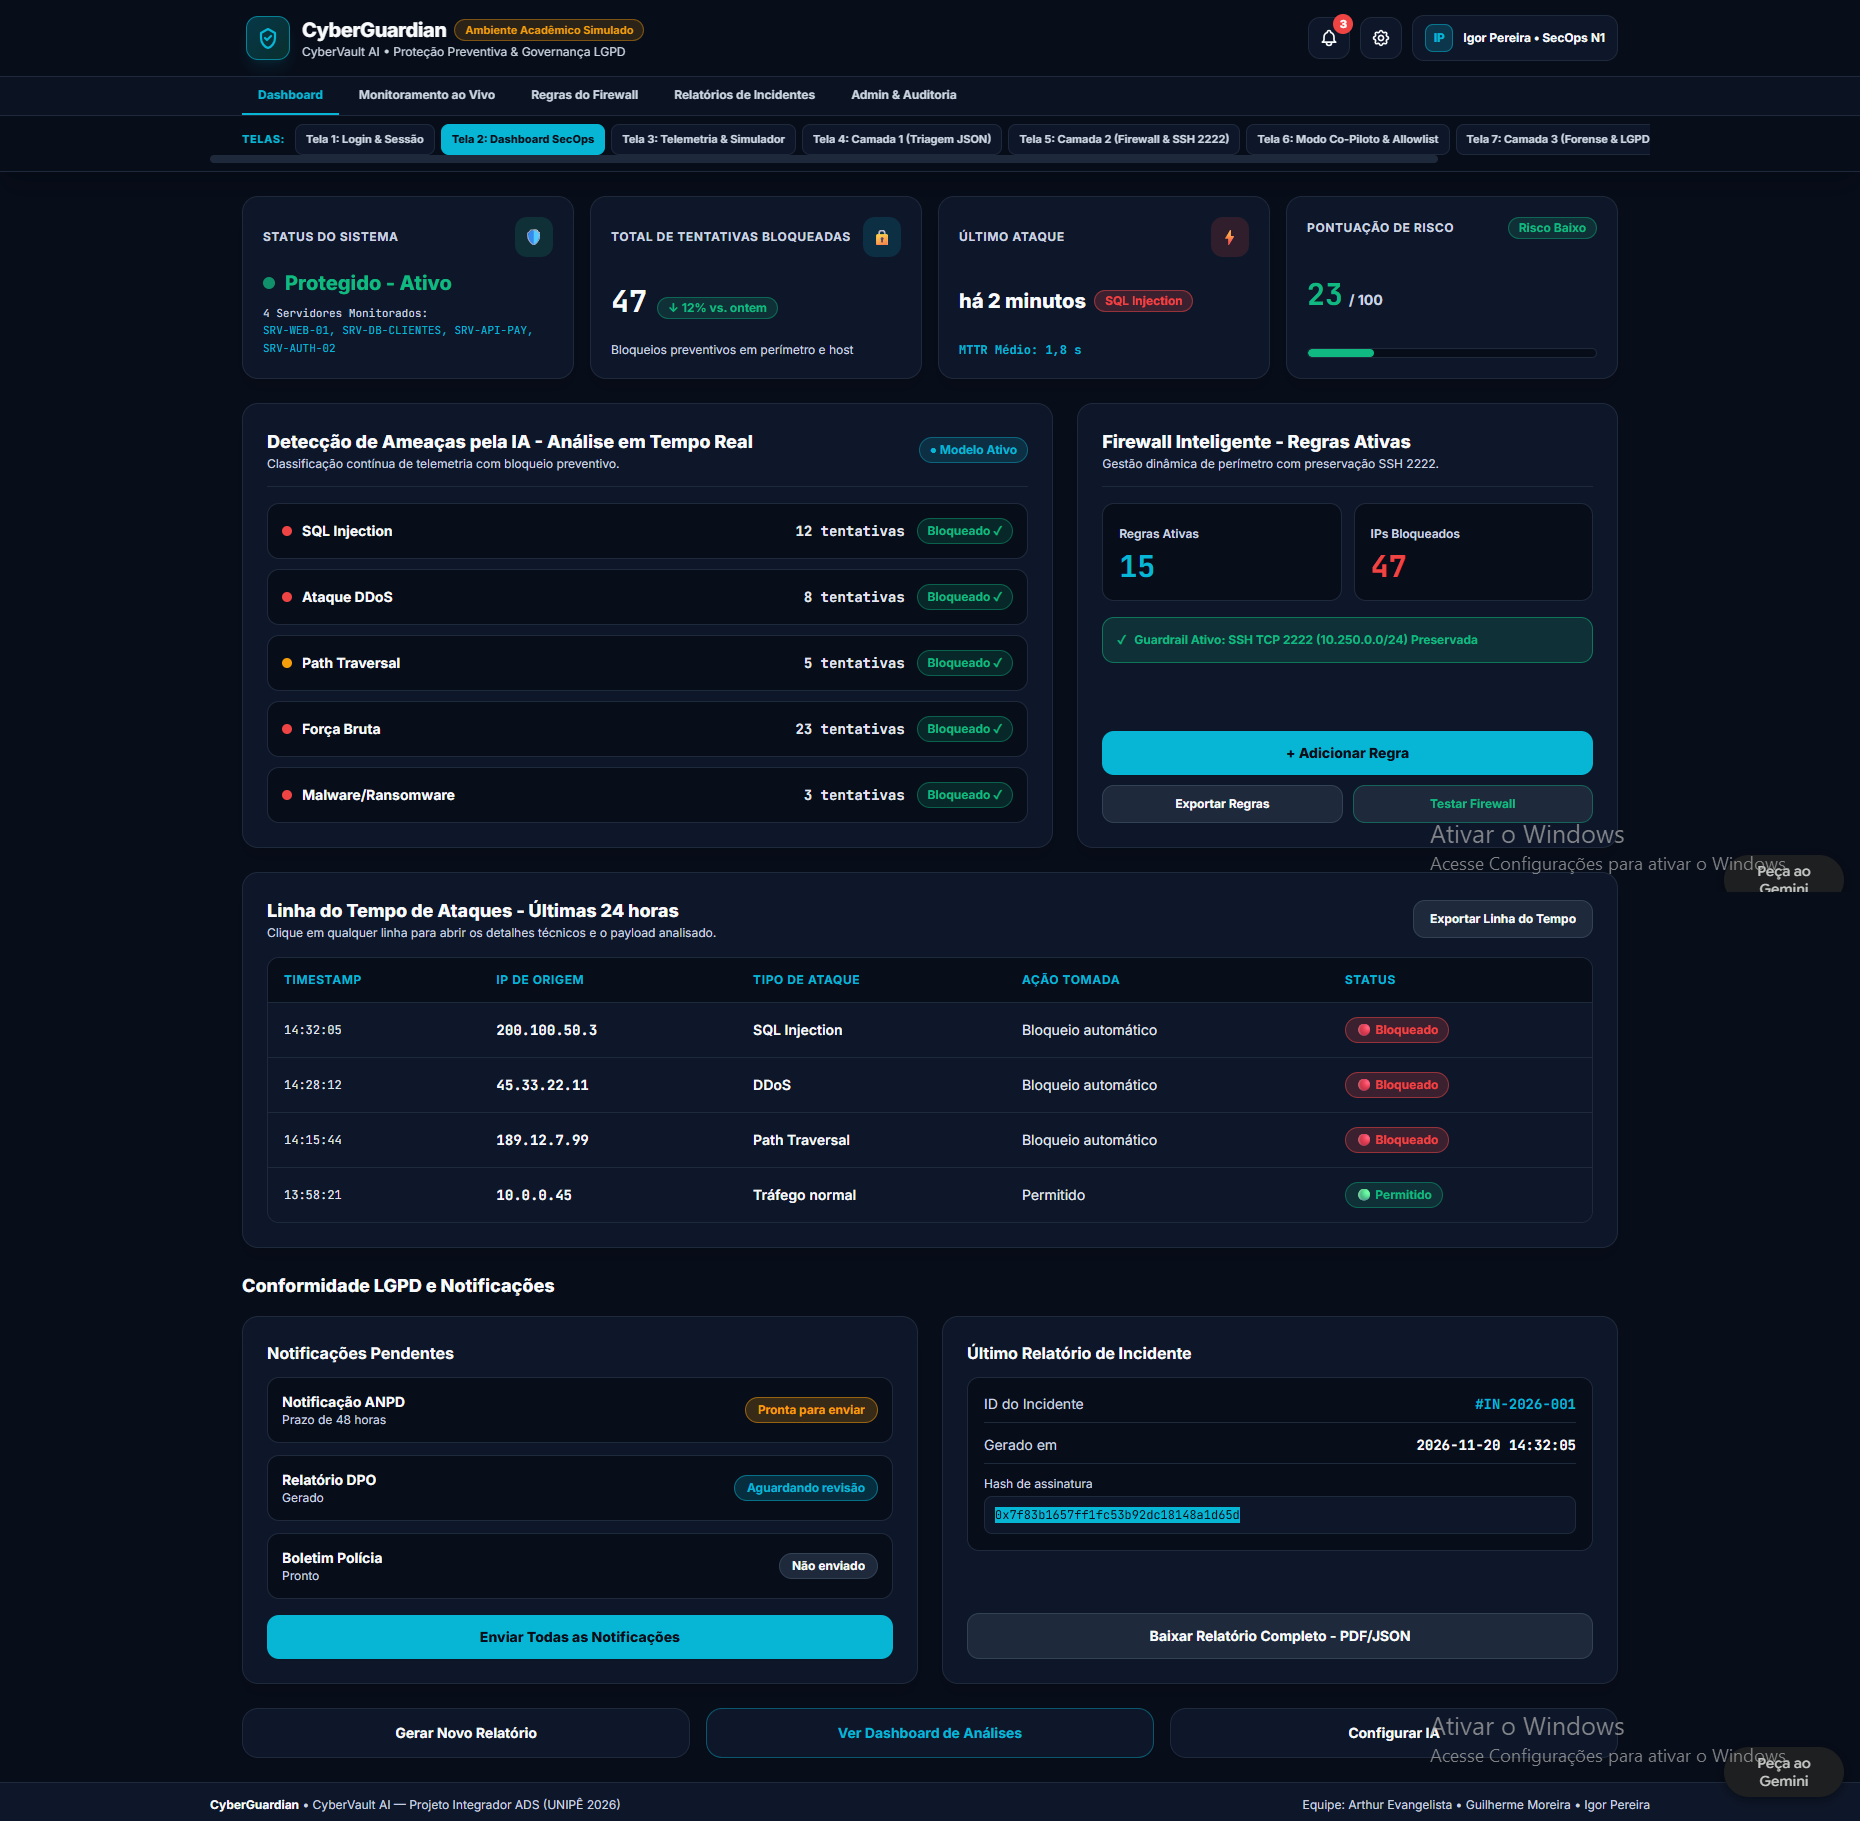 CyberGuardian Ambiente Acadêmico Simulado
CyberVault AI • Proteção Preventiva & Governança LGPD
3
IP Igor Pereira • SecOps N1
Dashboard Monitoramento ao Vivo Regras do Firewall Relatórios de Incidentes Admin & Auditoria
TELAS: Tela 1: Login & Sessão Tela 2: Dashboard SecOps Tela 3: Telemetria & Simulador Tela 4: Camada 1 (Triagem JSON) Tela 5: Camada 2 (Firewall & SSH 2222) Tela 6: Modo Co-Piloto & Allowlist Tela 7: Camada 3 (Forense & LGPD
STATUS DO SISTEMA
Protegido - Ativo
4 Servidores Monitorados:
SRV-WEB-01, SRV-DB-CLIENTES, SRV-API-PAY,
SRV-AUTH-02
TOTAL DE TENTATIVAS BLOQUEADAS
47 ↓ 12% vs. ontem
Bloqueios preventivos em perímetro e host
ÚLTIMO ATAQUE
há 2 minutos SQL Injection
MTTR Médio: 1,8 s
PONTUAÇÃO DE RISCO Risco Baixo
23 / 100
Detecção de Ameaças pela IA - Análise em Tempo Real
Classificação contínua de telemetria com bloqueio preventivo.
• Modelo Ativo
SQL Injection 12 tentativas Bloqueado ✓
Ataque DDoS 8 tentativas Bloqueado ✓
Path Traversal 5 tentativas Bloqueado ✓
Força Bruta 23 tentativas Bloqueado ✓
Malware/Ransomware 3 tentativas Bloqueado ✓
Firewall Inteligente - Regras Ativas
Gestão dinâmica de perímetro com preservação SSH 2222.
Regras Ativas
15
IPs Bloqueados
47
✓ Guardrail Ativo: SSH TCP 2222 (10.250.0.0/24) Preservada
+ Adicionar Regra
Exportar Regras Testar Firewall
Ativar o Windows
Acesse Configurações para ativar o Windows.
Peça ao
Gemini
Linha do Tempo de Ataques - Últimas 24 horas
Clique em qualquer linha para abrir os detalhes técnicos e o payload analisado.
Exportar Linha do Tempo
TIMESTAMP IP DE ORIGEM TIPO DE ATAQUE AÇÃO TOMADA STATUS
14:32:05 200.100.50.3 SQL Injection Bloqueio automático Bloqueado
14:28:12 45.33.22.11 DDoS Bloqueio automático Bloqueado
14:15:44 189.12.7.99 Path Traversal Bloqueio automático Bloqueado
13:58:21 10.0.0.45 Tráfego normal Permitido Permitido
Conformidade LGPD e Notificações
Notificações Pendentes
Notificação ANPD
Prazo de 48 horas
Pronta para enviar
Relatório DPO
Gerado
Aguardando revisão
Boletim Polícia
Pronto
Não enviado
Enviar Todas as Notificações
Último Relatório de Incidente
ID do Incidente #IN-2026-001
Gerado em 2026-11-20 14:32:05
Hash de assinatura
0x7f83b1657ff1fc53b92dc18148a1d65d
Baixar Relatório Completo - PDF/JSON
Gerar Novo Relatório Ver Dashboard de Análises Configurar IA
Ativar o Windows
Acesse Configurações para ativar o Windows.
Peça ao
Gemini
CyberGuardian • CyberVault AI — Projeto Integrador ADS (UNIPÊ 2026)
Equipe: Arthur Evangelista • Guilherme Moreira • Igor Pereira